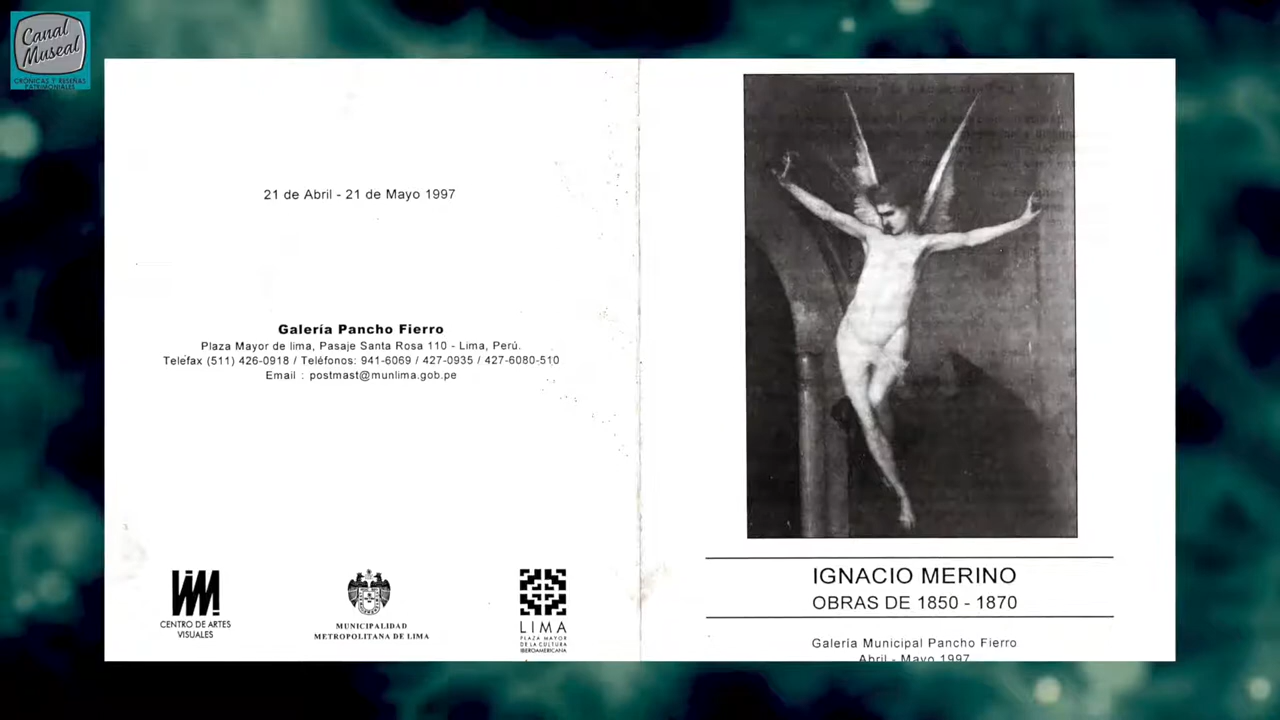 Canal
Museal
CRÓNICAS Y RESEÑAS
PATRIMONIALES
21 de Abril - 21 de Mayo 1997
Galería Pancho Fierro
Plaza Mayor de lima, Pasaje Santa Rosa 110 - Lima, Perú.
Telefax (511) 426-0918 / Teléfonos: 941-6069 / 427-0935 / 427-6080-510
Email : postmast@munlima.gob.pe
CENTRO DE ARTES
VISUALES
MUNICIPALIDAD
METROPOLITANA DE LIMA
LIMA
PLAZA MAYOR
DE LA CULTURA
IBEROAMERICANA
IGNACIO MERINO
OBRAS DE 1850 - 1870
Galería Municipal Pancho Fierro
Abril - Mayo 1997